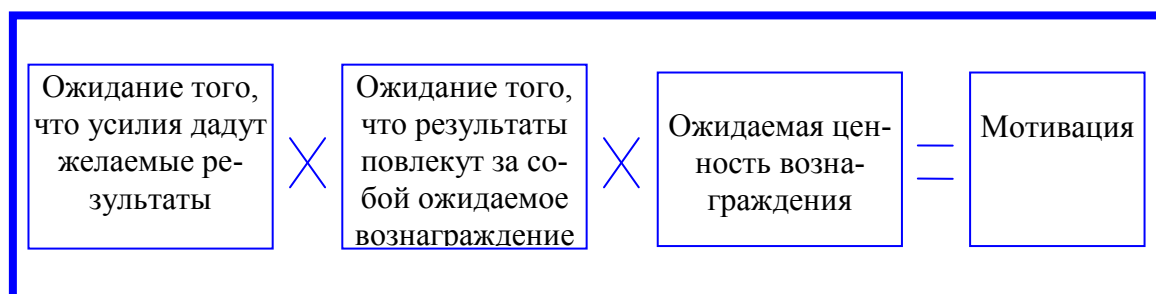 Ожидание того,
что усилия дадут
желаемые ре-
зультаты
Ожидание того,
что результаты
повлекут за со-
бой ожидаемое
вознаграждение
Ожидаемая цен-
ность возна-
граждения
Мотивация